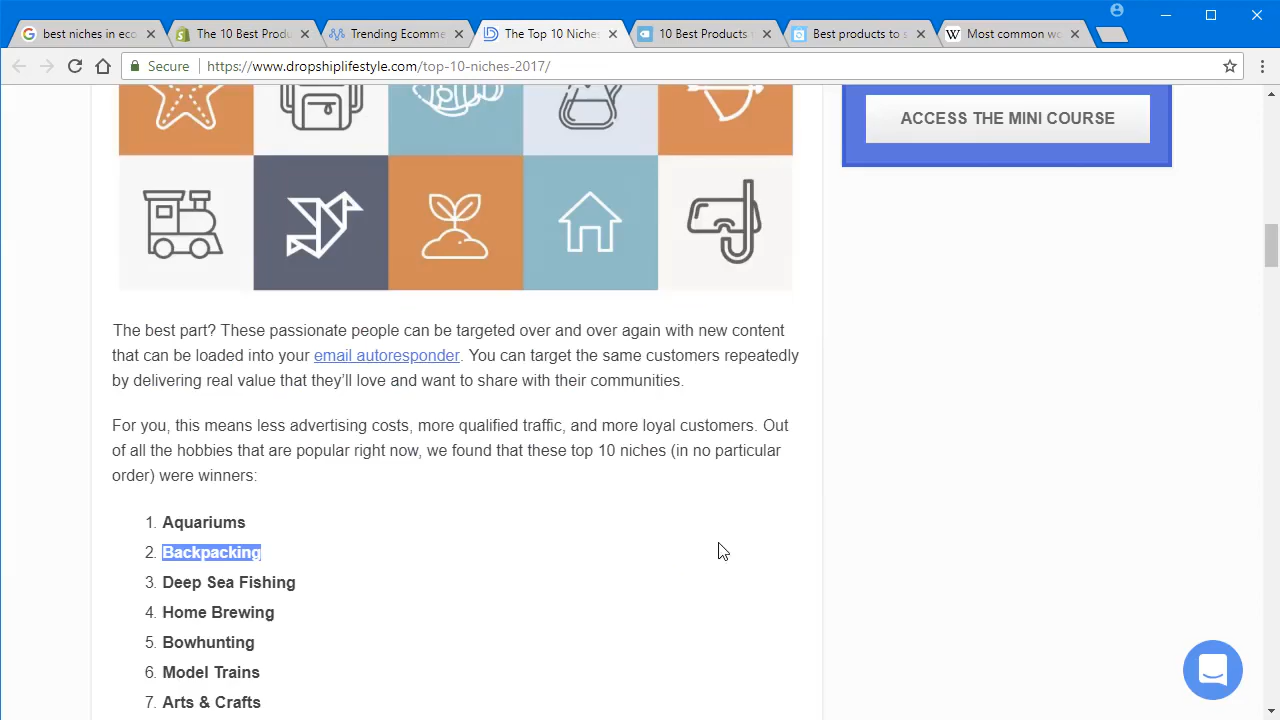 best niches in eco
The 10 Best Produ
Trending Ecomme
The Top 10 Niche
10 Best Products
Best products to s
Most common wo
Secure
https://www.dropshiplifestyle.com/top-10-niches-2017/
ACCESS THE MINI COURSE
The best part? These passionate people can be targeted over and over again with new content
that can be loaded into your email autoresponder. You can target the same customers repeatedly
by delivering real value that they'll love and want to share with their communities.
For you, this means less advertising costs, more qualified traffic, and more loyal customers. Out
of all the hobbies that are popular right now, we found that these top 10 niches (in no particular
order) were winners:
1. Aquariums
2. Backpacking
3. Deep Sea Fishing
4. Home Brewing
5. Bowhunting
6. Model Trains
7. Arts & Crafts